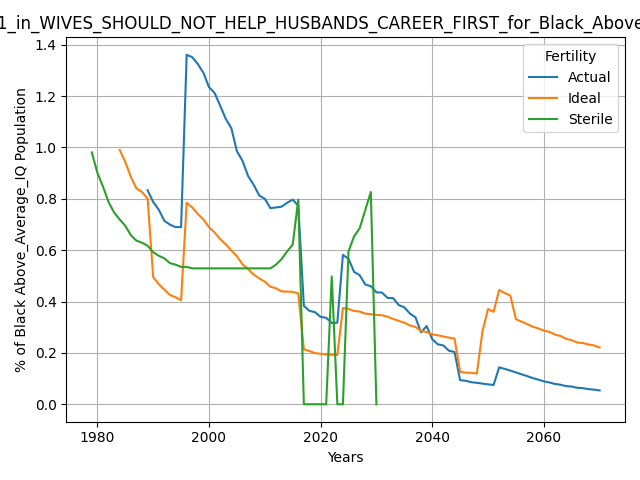 1_in_WIVES_SHOULD_NOT_HELP_HUSBANDS_CAREER_FIRST_for_Black_Above
Fertility
Actual
Ideal
Sterile
% of Black Above_Average_IQ Population
1.4
1.2
1.0
0.8
0.6
0.4
0.2
0.0
1980 2000 2020 2040 2060
Years